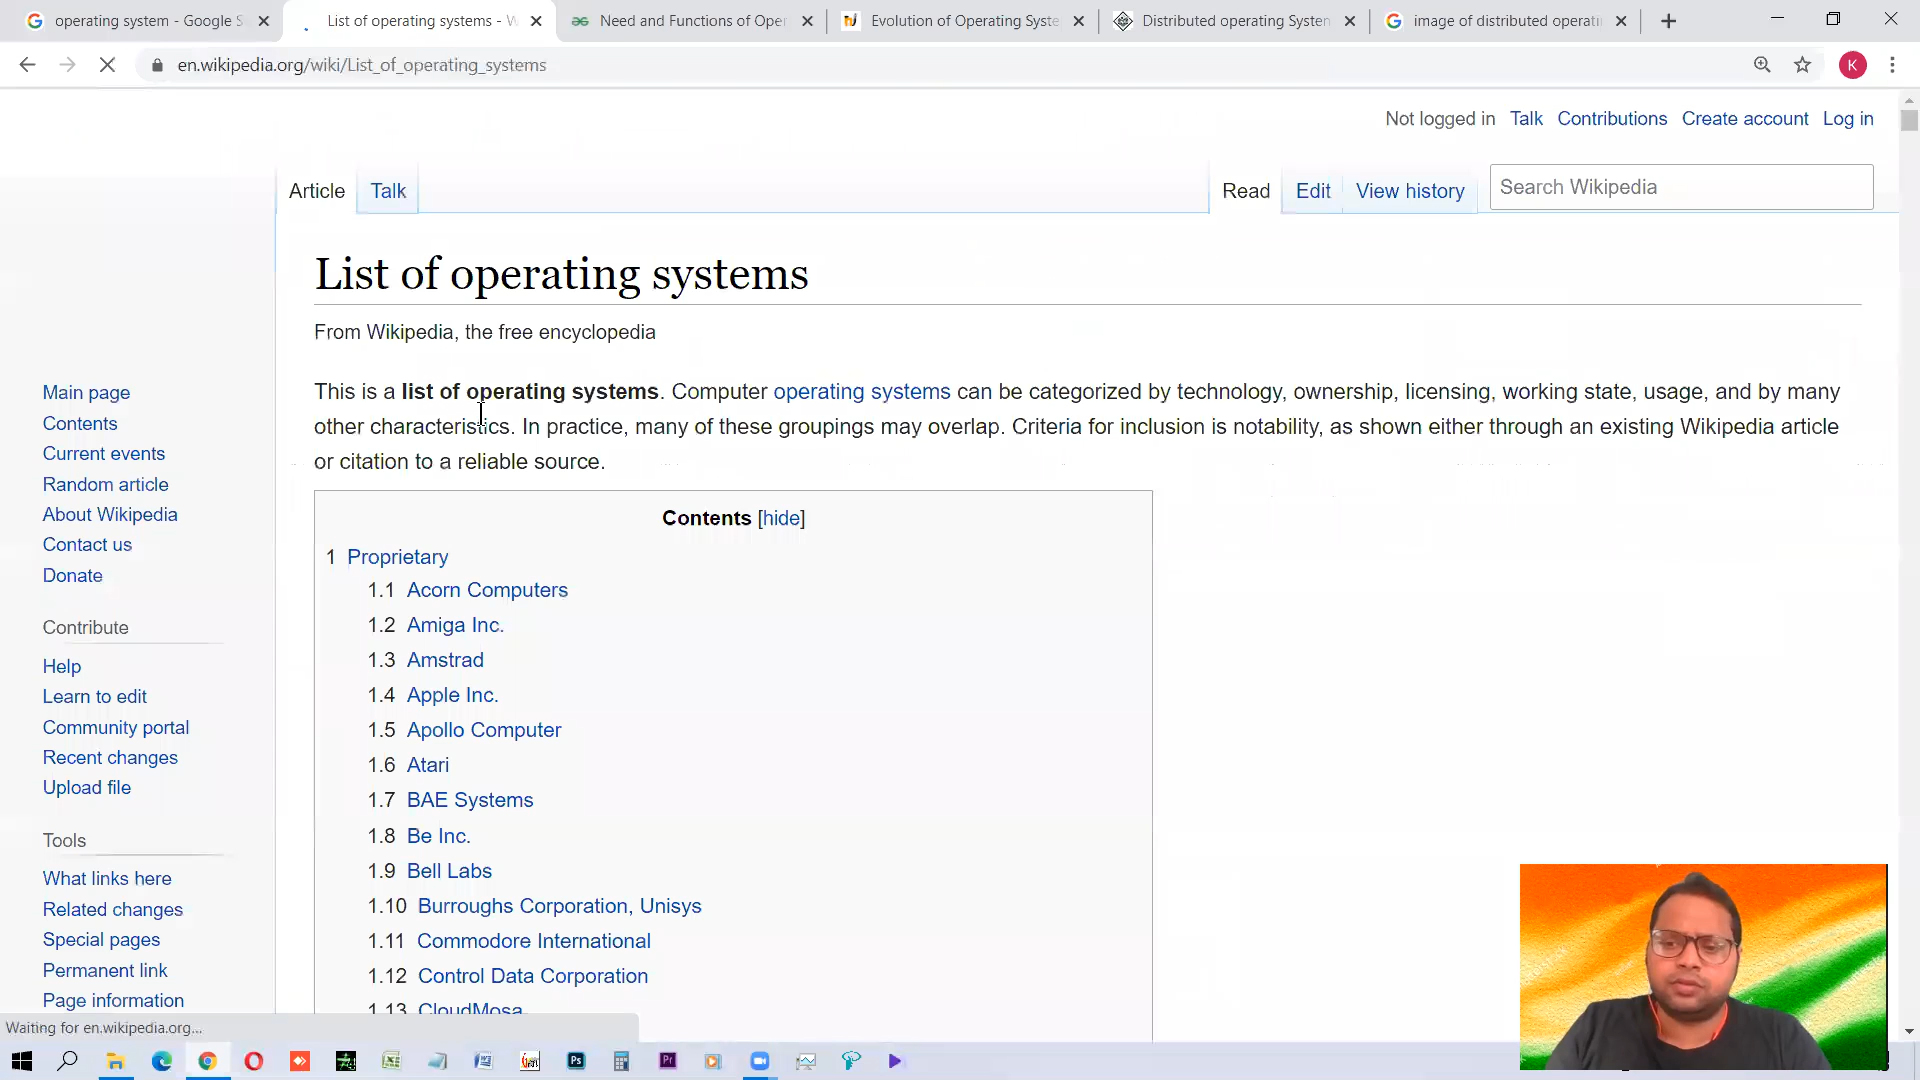 operating system - Google S
List of operating systems - W
Need and Functions of Oper
Evolution of Operating Syste
Distributed operating System
image of distributed operati
en.wikipedia.org/wiki/List_of_operating_systems
K
Not logged in Talk Contributions Create account Log in
Article Talk Read Edit View history Search Wikipedia
List of operating systems
From Wikipedia, the free encyclopedia
This is a list of operating systems. Computer operating systems can be categorized by technology, ownership, licensing, working state, usage, and by many
other characteristics. In practice, many of these groupings may overlap. Criteria for inclusion is notability, as shown either through an existing Wikipedia article
or citation to a reliable source.
Main page
Contents
Current events
Random article
About Wikipedia
Contact us
Donate
Contribute
Help
Learn to edit
Community portal
Recent changes
Upload file
Tools
What links here
Related changes
Special pages
Permanent link
Page information
Contents [hide]
1 Proprietary
1.1 Acorn Computers
1.2 Amiga Inc.
1.3 Amstrad
1.4 Apple Inc.
1.5 Apollo Computer
1.6 Atari
1.7 BAE Systems
1.8 Be Inc.
1.9 Bell Labs
1.10 Burroughs Corporation, Unisys
1.11 Commodore International
1.12 Control Data Corporation
1.13 CloudMosa
Waiting for en.wikipedia.org...
Ps
Pr